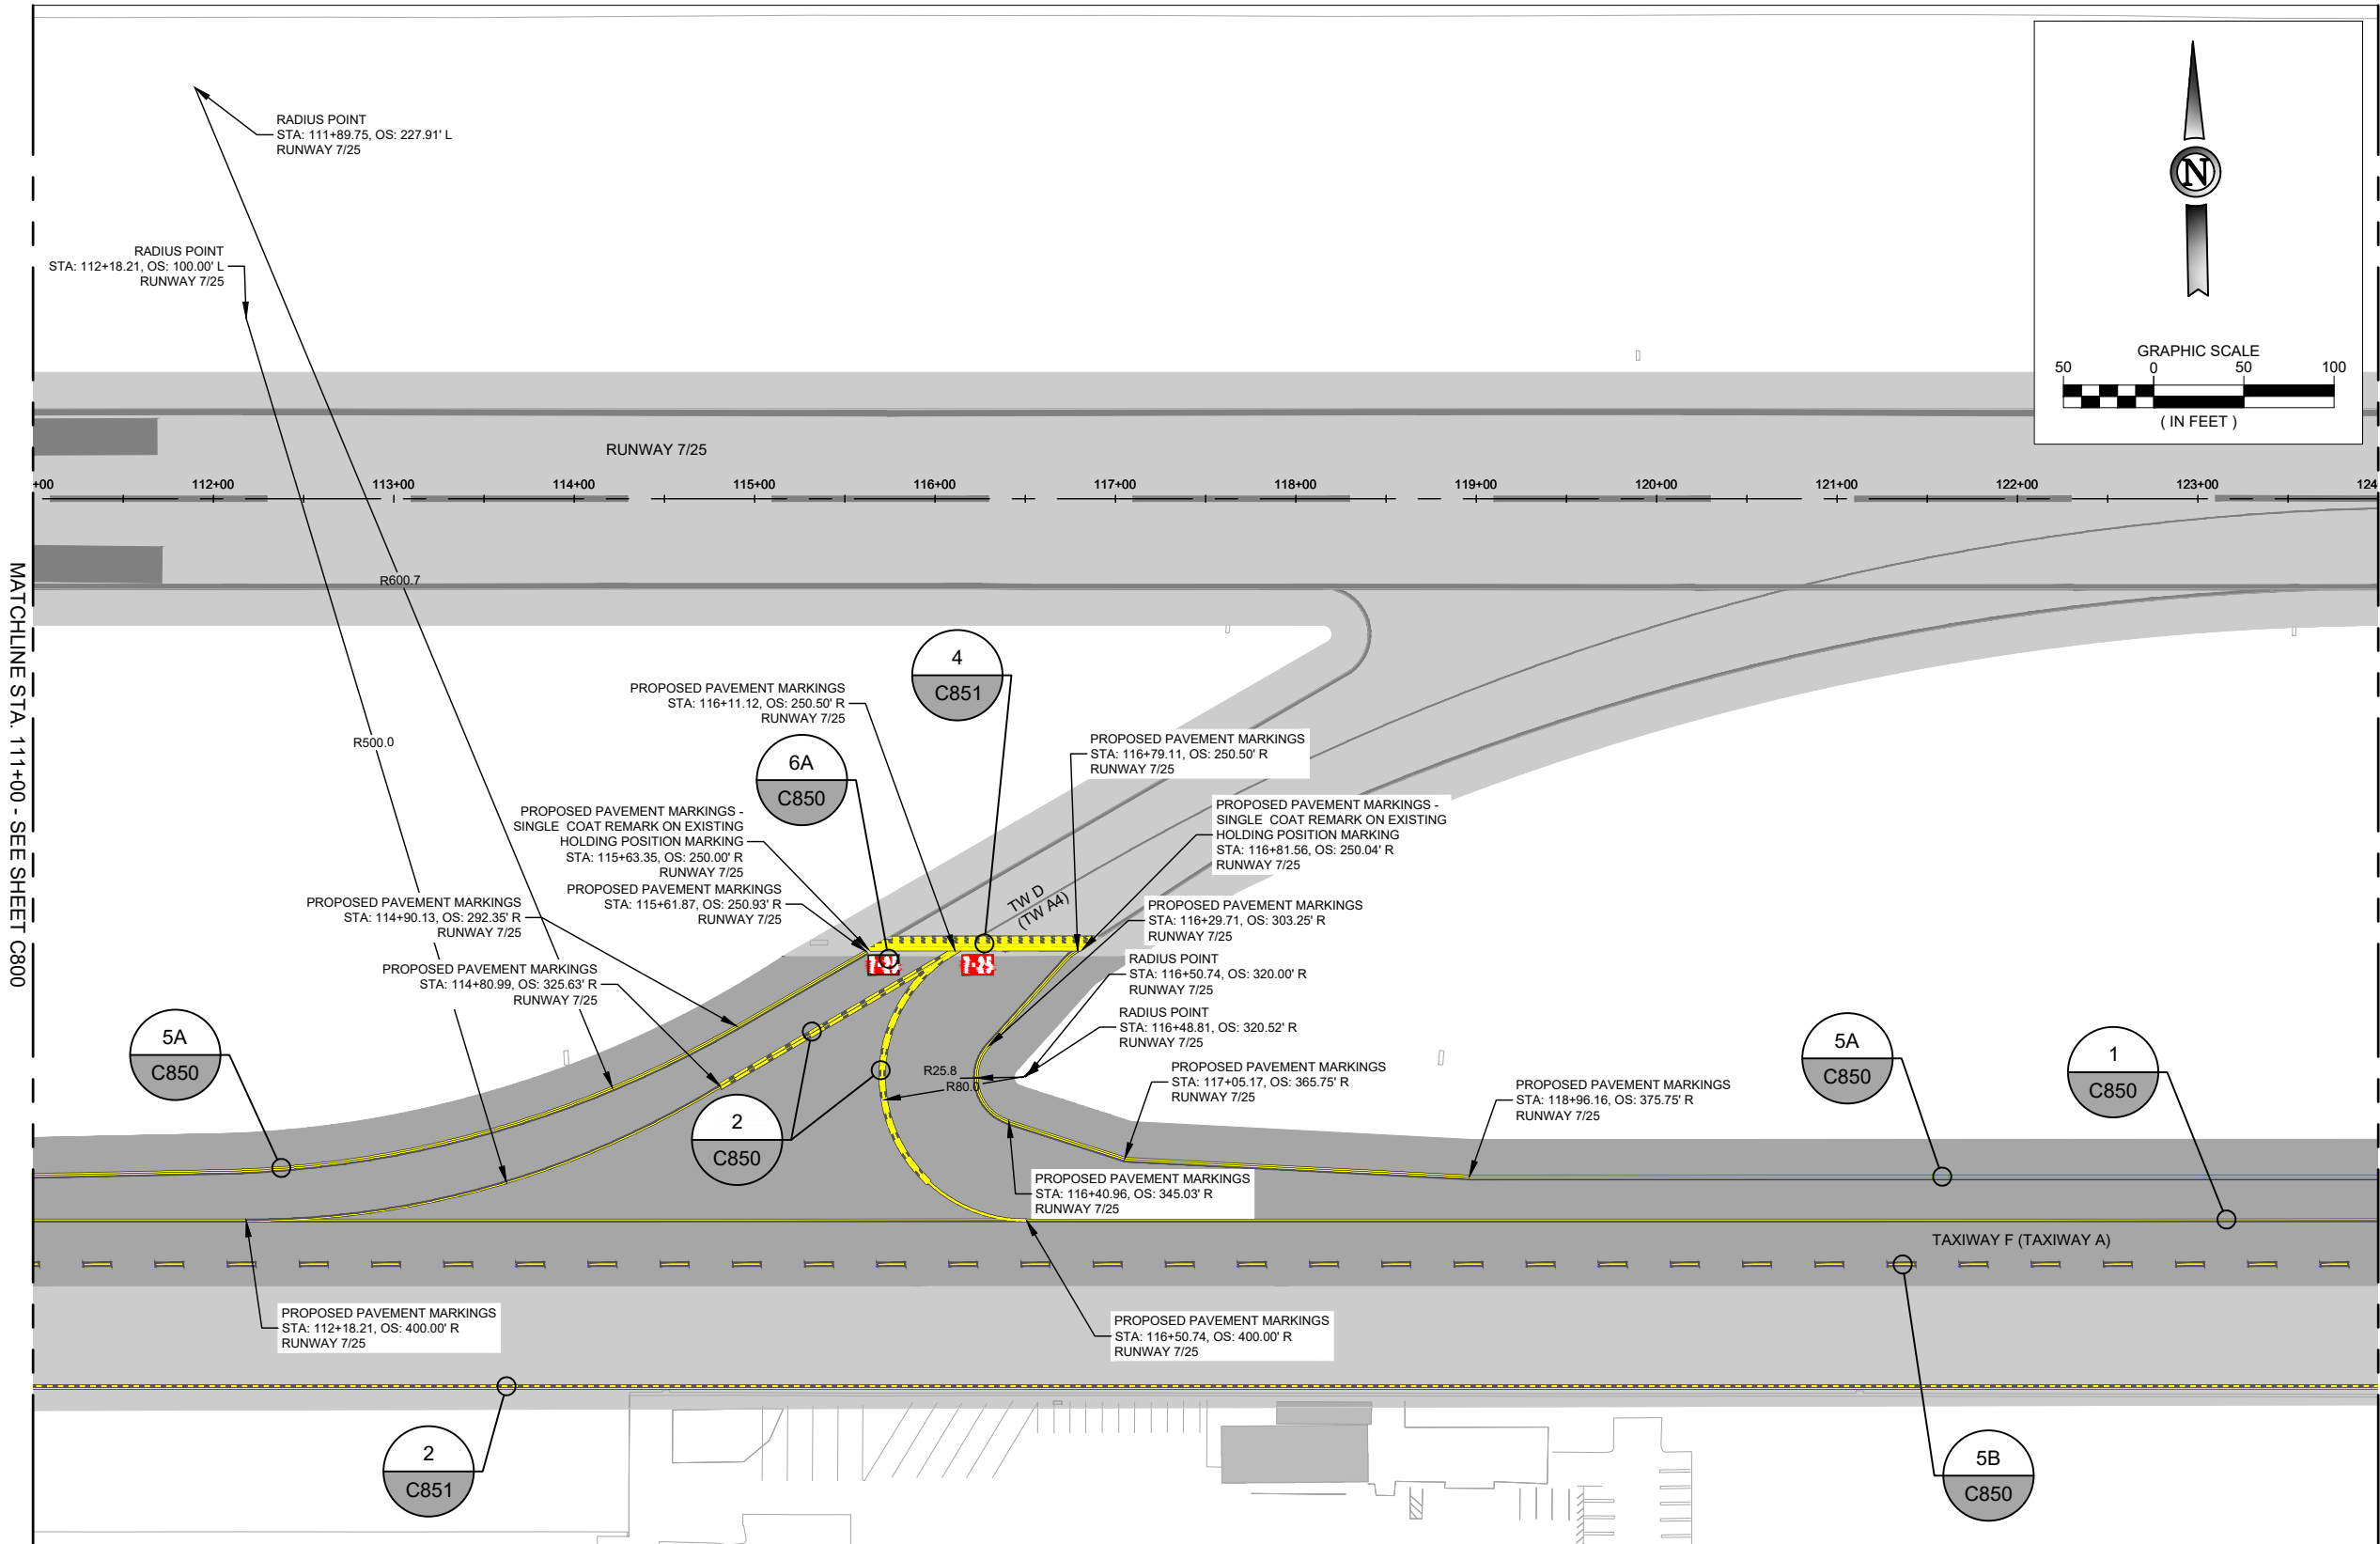 RADIUS POINT
STA: 111+89.75, OS: 227.91' L
RUNWAY 7/25
N
GRAPHIC SCALE
50 0 50 100
( IN FEET )
RADIUS POINT
STA: 112+18.21, OS: 100.00' L
RUNWAY 7/25
RUNWAY 7/25
+00 112+00 113+00 114+00 115+00 116+00 117+00 118+00 119+00 120+00 121+00 122+00 123+00 124
MATCHLINE STA. 111+00 - SEE SHEET C800
R600.7
R500.0
4
C851
PROPOSED PAVEMENT MARKINGS
STA: 116+11.12, OS: 250.50' R
RUNWAY 7/25
6A
C850
PROPOSED PAVEMENT MARKINGS
STA: 116+79.11, OS: 250.50' R
RUNWAY 7/25
PROPOSED PAVEMENT MARKINGS -
SINGLE COAT REMARK ON EXISTING
HOLDING POSITION MARKING
STA: 115+63.35, OS: 250.00' R
RUNWAY 7/25
PROPOSED PAVEMENT MARKINGS -
SINGLE COAT REMARK ON EXISTING
HOLDING POSITION MARKING
STA: 116+81.56, OS: 250.04' R
RUNWAY 7/25
PROPOSED PAVEMENT MARKINGS
STA: 115+61.87, OS: 250.93' R
RUNWAY 7/25
PROPOSED PAVEMENT MARKINGS
STA: 114+90.13, OS: 292.35' R
RUNWAY 7/25
TW D
(TW A4)
PROPOSED PAVEMENT MARKINGS
STA: 116+29.71, OS: 303.25' R
RUNWAY 7/25
PROPOSED PAVEMENT MARKINGS
STA: 114+80.99, OS: 325.63' R
RUNWAY 7/25
7-25
RADIUS POINT
STA: 116+50.74, OS: 320.00' R
RUNWAY 7/25
RADIUS POINT
STA: 116+48.81, OS: 320.52' R
RUNWAY 7/25
5A
C850
R25.8
R80.0
PROPOSED PAVEMENT MARKINGS
STA: 117+05.17, OS: 365.75' R
RUNWAY 7/25
PROPOSED PAVEMENT MARKINGS
STA: 118+96.16, OS: 375.75' R
RUNWAY 7/25
5A
C850
1
C850
2
C850
PROPOSED PAVEMENT MARKINGS
STA: 116+40.96, OS: 345.03' R
RUNWAY 7/25
TAXIWAY F (TAXIWAY A)
PROPOSED PAVEMENT MARKINGS
STA: 112+18.21, OS: 400.00' R
RUNWAY 7/25
PROPOSED PAVEMENT MARKINGS
STA: 116+50.74, OS: 400.00' R
RUNWAY 7/25
2
C851
5B
C850